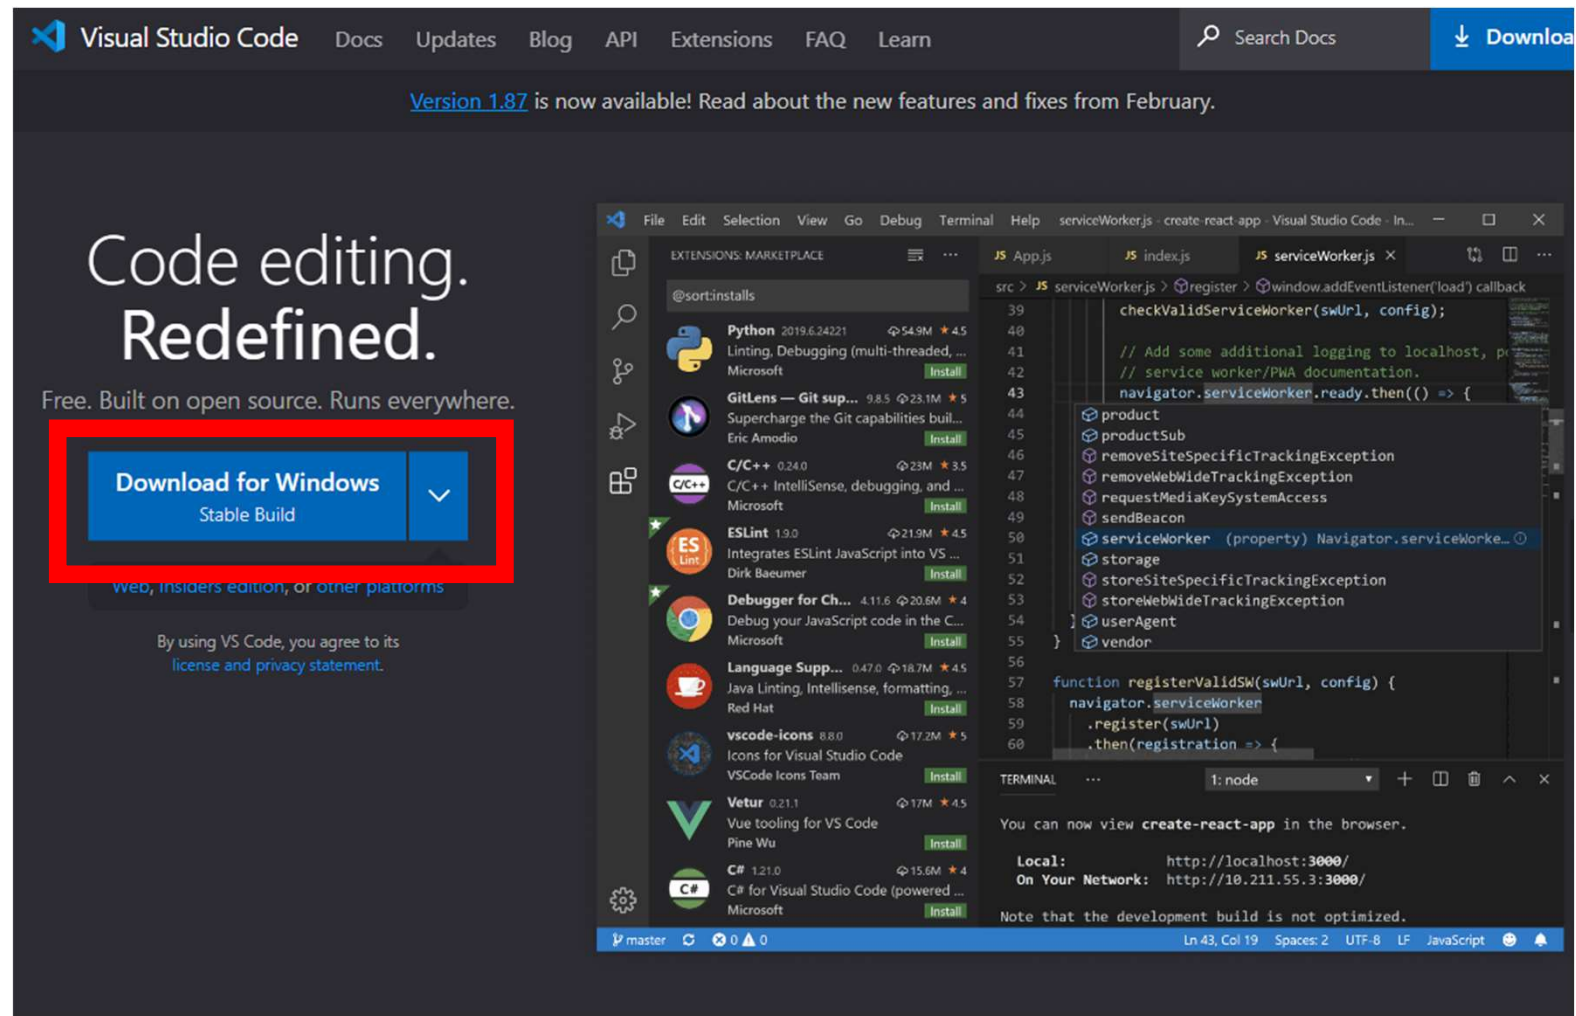 Visual Studio Code Docs Updates Blog API Extensions FAQ Learn Search Docs Downloa
Version 1.87 is now available! Read about the new features and fixes from February.
Code editing.
Redefined.
Free. Built on open source. Runs everywhere.
Download for Windows
Stable Build
Web, Insiders edition, or other platforms
By using VS Code, you agree to its
license and privacy statement.
File Edit Selection View Go Debug Terminal Help serviceWorker.js - create-react-app - Visual Studio Code - In...
EXTENSIONS: MARKETPLACE
@sort:installs
Python 2019.6.24221 54.9M 4.5
Linting, Debugging (multi-threaded, ...
Microsoft Install
GitLens — Git sup... 9.8.5 23.1M 5
Supercharge the Git capabilities buil...
Eric Amodio Install
C/C++ 0.24.0 23M 3.5
C/C++
C/C++ IntelliSense, debugging, and ...
Microsoft Install
ESLint 1.9.0 21.9M 4.5
ES
Lint
Integrates ESLint JavaScript into VS ...
Dirk Baeumer Install
Debugger for Ch... 4.11.6 20.6M 4
Debug your JavaScript code in the C...
Microsoft Install
Language Supp... 0.47.0 18.7M 4.5
Java Linting, Intellisense, formatting, ...
Red Hat Install
vscode-icons 8.8.0 17.2M 5
Icons for Visual Studio Code
VSCode Icons Team Install
Vetur 0.21.1 17M 4.5
Vue tooling for VS Code
Pine Wu Install
C# 1.21.0 15.6M 4
C#
C# for Visual Studio Code (powered ...
Microsoft Install
JS App.js JS index.js JS serviceWorker.js
src > JS serviceWorker.js > register > window.addEventListener('load') callback
39 checkValidServiceWorker(swUrl, config);
40
41 // Add some additional logging to localhost, p
42 // service worker/PWA documentation.
43 navigator.serviceWorker.ready.then(() => {
44 product
45 productSub
46 removeSiteSpecificTrackingException
47 removeWebWideTrackingException
48 requestMediaKeySystemAccess
49 sendBeacon
50 serviceWorker (property) Navigator.serviceWorke...
51 storage
52 storeSiteSpecificTrackingException
53 storeWebWideTrackingException
54 } userAgent
55 } vendor
56
57 function registerValidSW(swUrl, config) {
58 navigator.serviceWorker
59 .register(swUrl)
60 .then(registration => {
TERMINAL ... 1: node
You can now view create-react-app in the browser.
Local: http://localhost:3000/
On Your Network: http://10.211.55.3:3000/
Note that the development build is not optimized.
master 0 0 Ln 43, Col 19 Spaces: 2 UTF-8 LF JavaScript